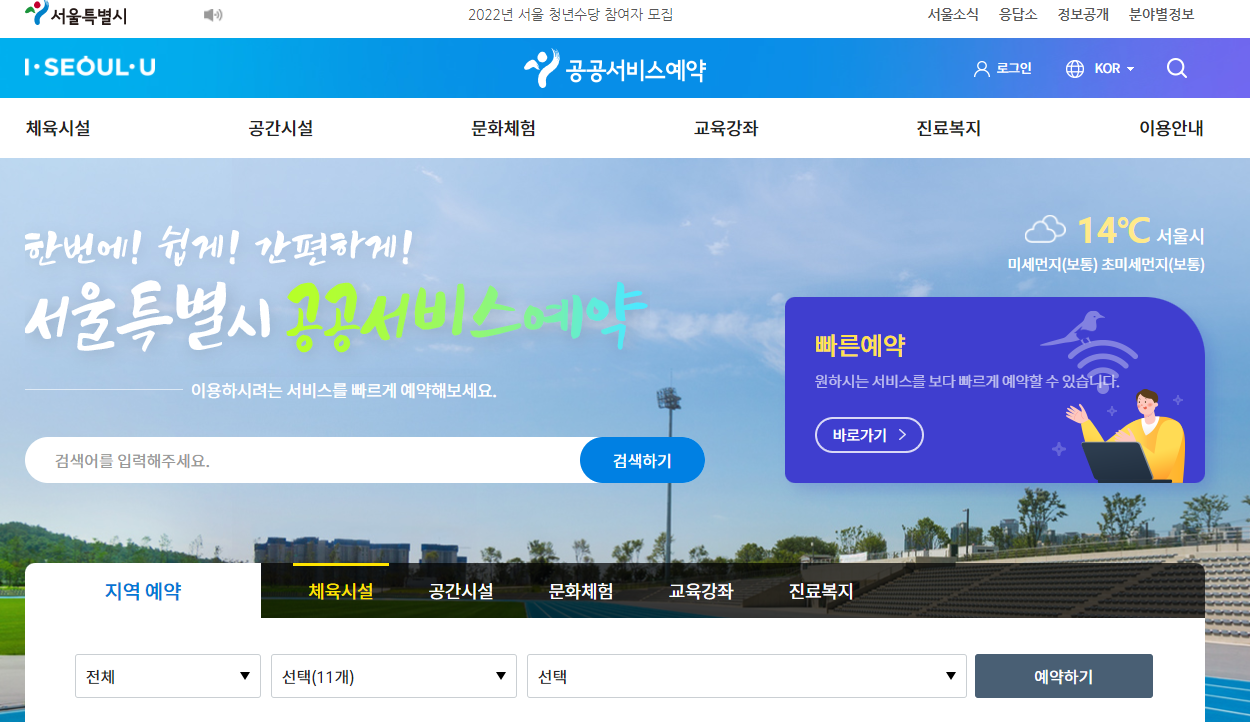 서울특별시
2022년 서울 청년수당 참여자 모집
서울소식 응답소 정보공개 분야별정보
I·SEOUL·U
공공서비스예약
로그인 KOR
체육시설 공간시설 문화체험 교육강좌 진료복지 이용안내
한번에! 쉽게! 간편하게!
서울특별시 공공서비스예약
이용하시려는 서비스를 빠르게 예약해보세요.
검색어를 입력해주세요. 검색하기
14℃ 서울시
미세먼지(보통) 초미세먼지(보통)
빠른예약
원하시는 서비스를 보다 빠르게 예약할 수 있습니다.
바로가기
지역 예약 체육시설 공간시설 문화체험 교육강좌 진료복지
전체 선택(11개) 선택 예약하기